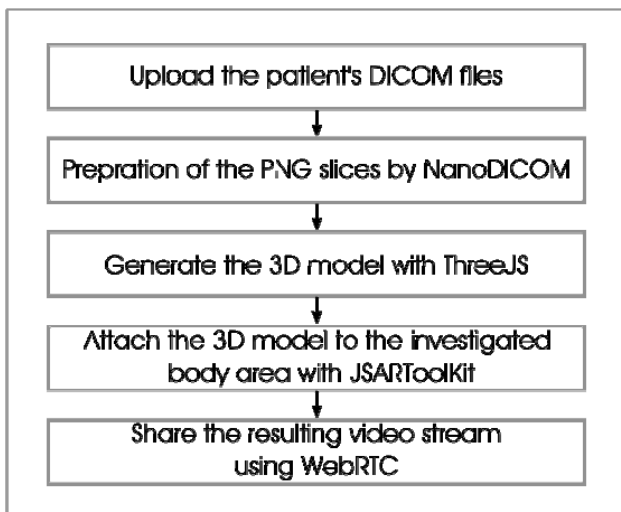 Upload the patient's DICOM files
Prepration of the PNG slices by NanoDICOM
Generate the 3D model with ThreeJS
Attach the 3D model to the investigated
body area with JSARToolKit
Share the resulting video stream
using WebRTC